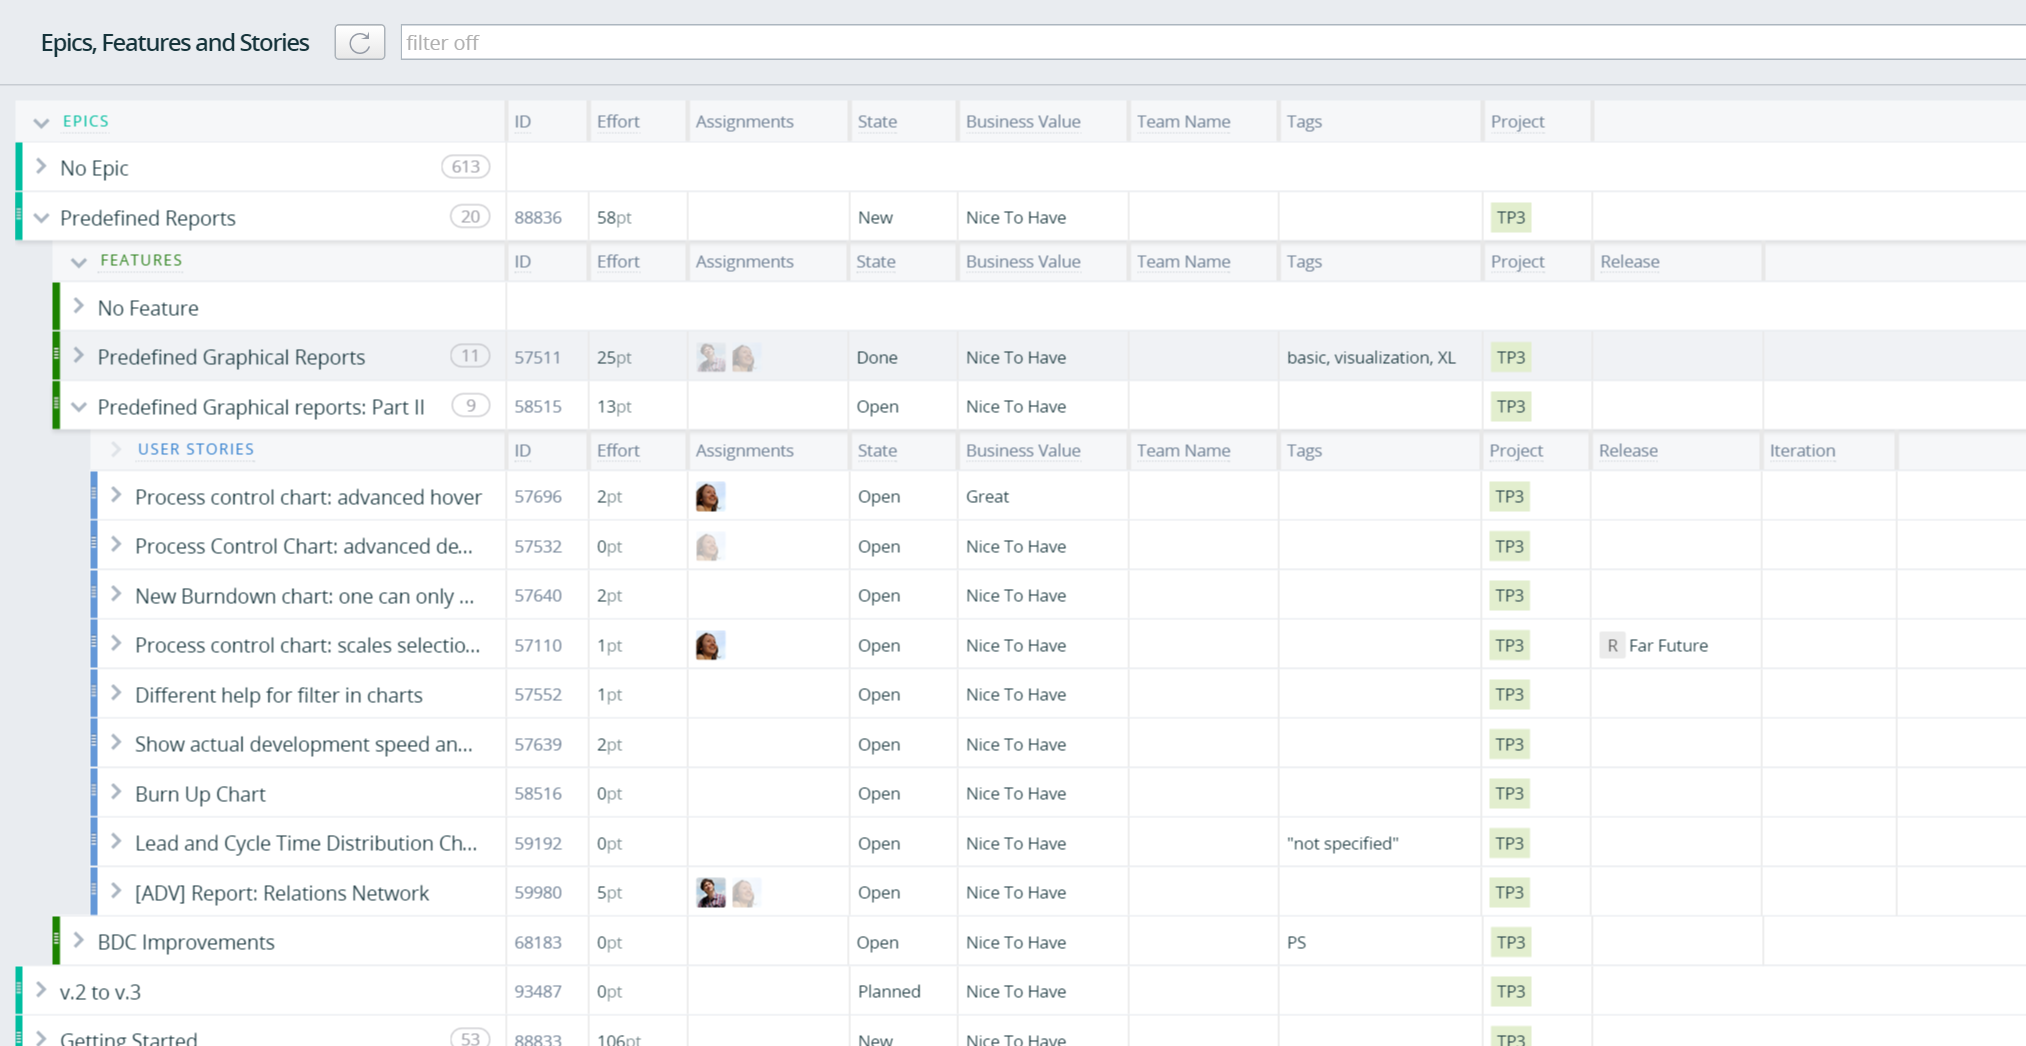 Epics, Features and Stories filter off
EPICS ID Effort Assignments State Business Value Team Name Tags Project
No Epic 613
Predefined Reports 20 88836 58pt New Nice To Have TP3
FEATURES ID Effort Assignments State Business Value Team Name Tags Project Release
No Feature
Predefined Graphical Reports 11 57511 25pt Done Nice To Have basic, visualization, XL TP3
Predefined Graphical reports: Part II 9 58515 13pt Open Nice To Have TP3
USER STORIES ID Effort Assignments State Business Value Team Name Tags Project Release Iteration
Process control chart: advanced hover 57696 2pt Open Great TP3
Process Control Chart: advanced de... 57532 0pt Open Nice To Have TP3
New Burndown chart: one can only ... 57640 2pt Open Nice To Have TP3
Process control chart: scales selectio... 57110 1pt Open Nice To Have TP3 R Far Future
Different help for filter in charts 57552 1pt Open Nice To Have TP3
Show actual development speed an... 57639 2pt Open Nice To Have TP3
Burn Up Chart 58516 0pt Open Nice To Have TP3
Lead and Cycle Time Distribution Ch... 59192 0pt Open Nice To Have "not specified" TP3
[ADV] Report: Relations Network 59980 5pt Open Nice To Have TP3
BDC Improvements 68183 0pt Open Nice To Have PS TP3
v.2 to v.3 93487 0pt Planned Nice To Have TP3
Getting Started 53 88833 106pt New Nice To Have TP3